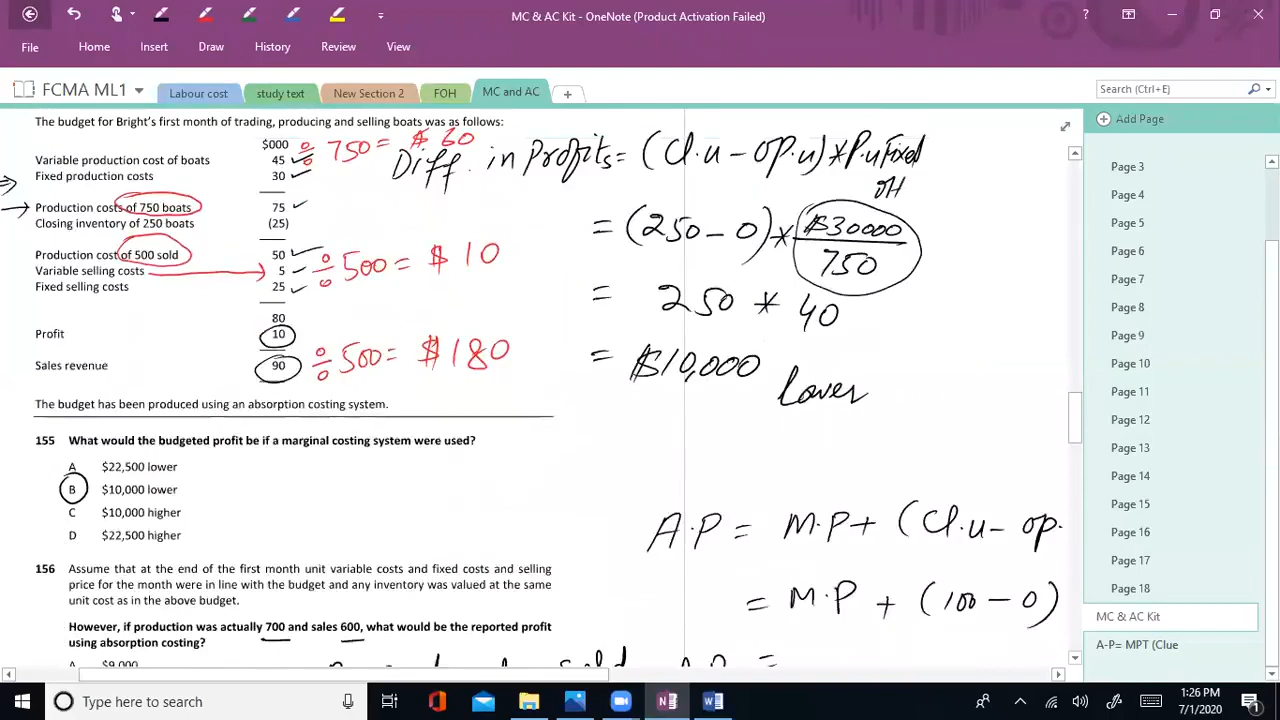 MC & AC Kit - OneNote (Product Activation Failed)
File Home Insert Draw History Review View
FCMA ML1 Labour cost study text New Section 2 FOH MC and AC
Search (Ctrl+E)
Add Page
Page 3
Page 4
Page 5
Page 6
Page 7
Page 8
Page 9
Page 10
Page 11
Page 12
Page 13
Page 14
Page 15
Page 16
Page 17
Page 18
MC & AC Kit
A-P= MPT (Clue
The budget for Bright's first month of trading, producing and selling boats was as follows:
$000
Variable production cost of boats 45
Fixed production costs 30
Production costs of 750 boats 75
Closing inventory of 250 boats (25)
Production cost of 500 sold 50
Variable selling costs 5
Fixed selling costs 25
80
Profit 10
Sales revenue 90
÷ 750 = $ 60
÷ 500 = $ 10
÷ 500 = $ 180
The budget has been produced using an absorption costing system.
155 What would the budgeted profit be if a marginal costing system were used?
A $22,500 lower
B $10,000 lower
C $10,000 higher
D $22,500 higher
156 Assume that at the end of the first month unit variable costs and fixed costs and selling
price for the month were in line with the budget and any inventory was valued at the same
unit cost as in the above budget.
However, if production was actually 700 and sales 600, what would be the reported profit
using absorption costing?
A $9,000
Diff. in Profits = (Cl.u - op.u) * P.u Fixed
OH
= (250 - 0) * $30000
750
= 250 * 40
= $10,000
Lower
A.P = M.P + (Cl.u - op.
= M.P + (100 - 0)
Type here to search
1:26 PM
7/1/2020